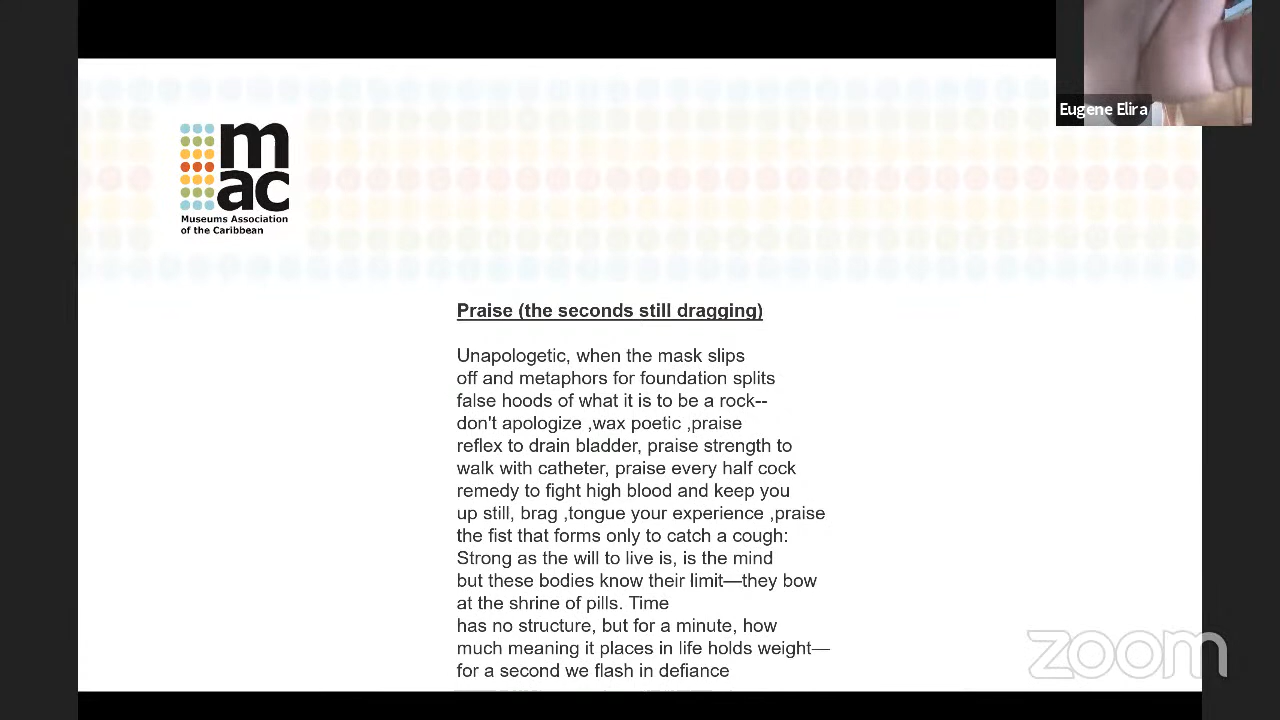 Eugene Elira
m
ac
Museums Association
of the Caribbean
Praise (the seconds still dragging)
Unapologetic, when the mask slips
off and metaphors for foundation splits
false hoods of what it is to be a rock--
don't apologize ,wax poetic ,praise
reflex to drain bladder, praise strength to
walk with catheter, praise every half cock
remedy to fight high blood and keep you
up still, brag ,tongue your experience ,praise
the fist that forms only to catch a cough:
Strong as the will to live is, is the mind
but these bodies know their limit—they bow
at the shrine of pills. Time
has no structure, but for a minute, how
much meaning it places in life holds weight—
for a second we flash in defiance
zoom